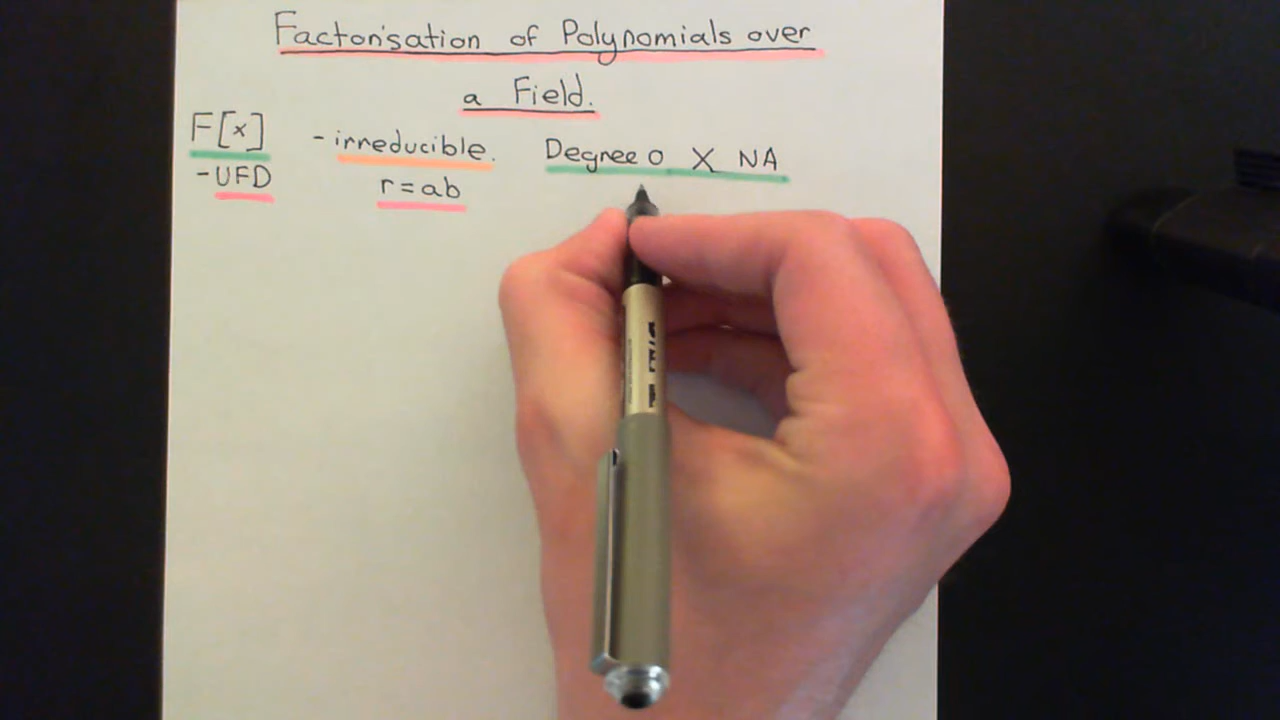 Factorisation of Polynomials over
a Field.
F[x]
- UFD
- irreducible.
r = ab
Degree 0 X NA